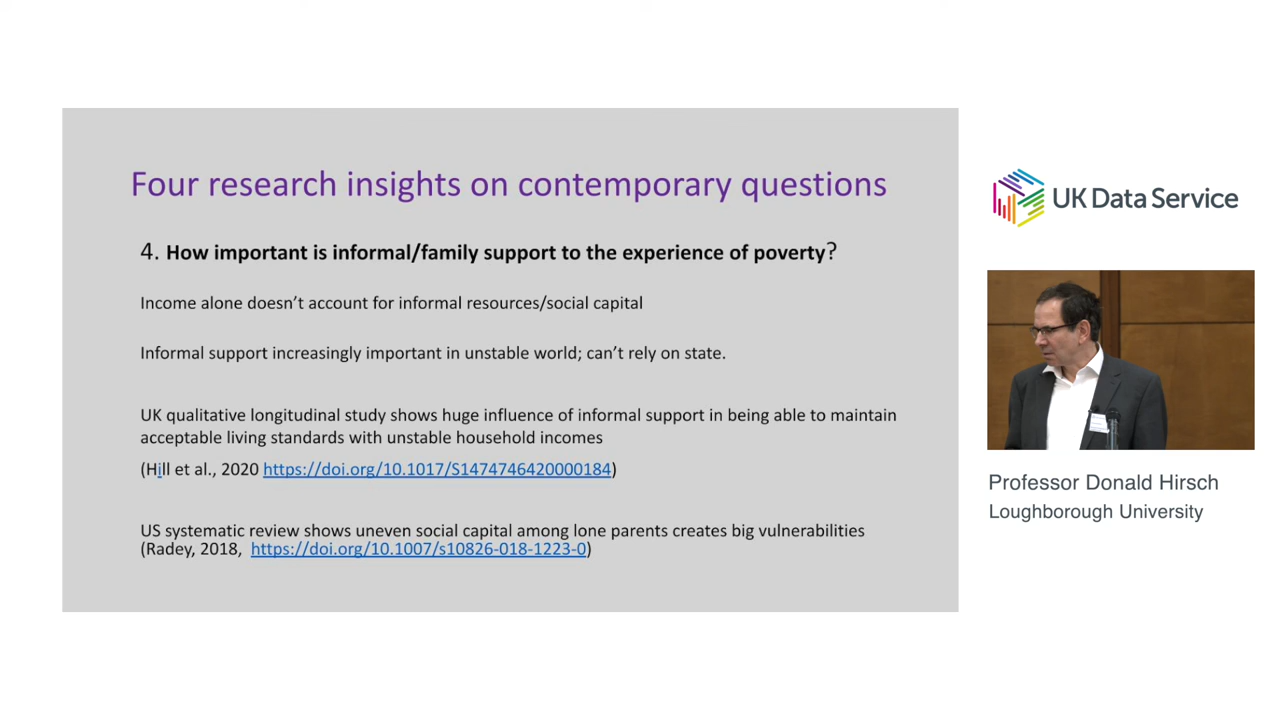 Four research insights on contemporary questions
4. How important is informal/family support to the experience of poverty?
Income alone doesn’t account for informal resources/social capital
Informal support increasingly important in unstable world; can’t rely on state.
UK qualitative longitudinal study shows huge influence of informal support in being able to maintain
acceptable living standards with unstable household incomes
(Hill et al., 2020 https://doi.org/10.1017/S1474746420000184)
US systematic review shows uneven social capital among lone parents creates big vulnerabilities
(Radey, 2018, https://doi.org/10.1007/s10826-018-1223-0)
UK Data Service
Professor Donald Hirsch
Loughborough University